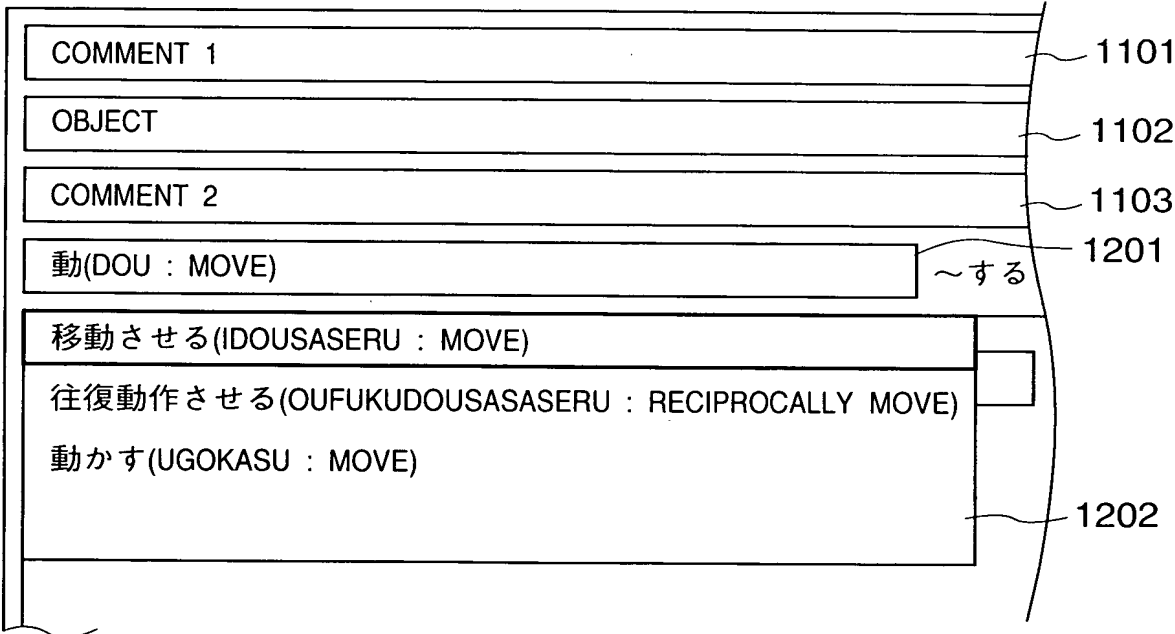 COMMENT 1
1101
OBJECT
1102
COMMENT 2
1103
動(DOU : MOVE)
1201
～する
移動させる(IDOUSASERU : MOVE)
往復動作させる(OUFUKUDOUSASASERU : RECIPROCALLY MOVE)
動かす(UGOKASU : MOVE)
1202